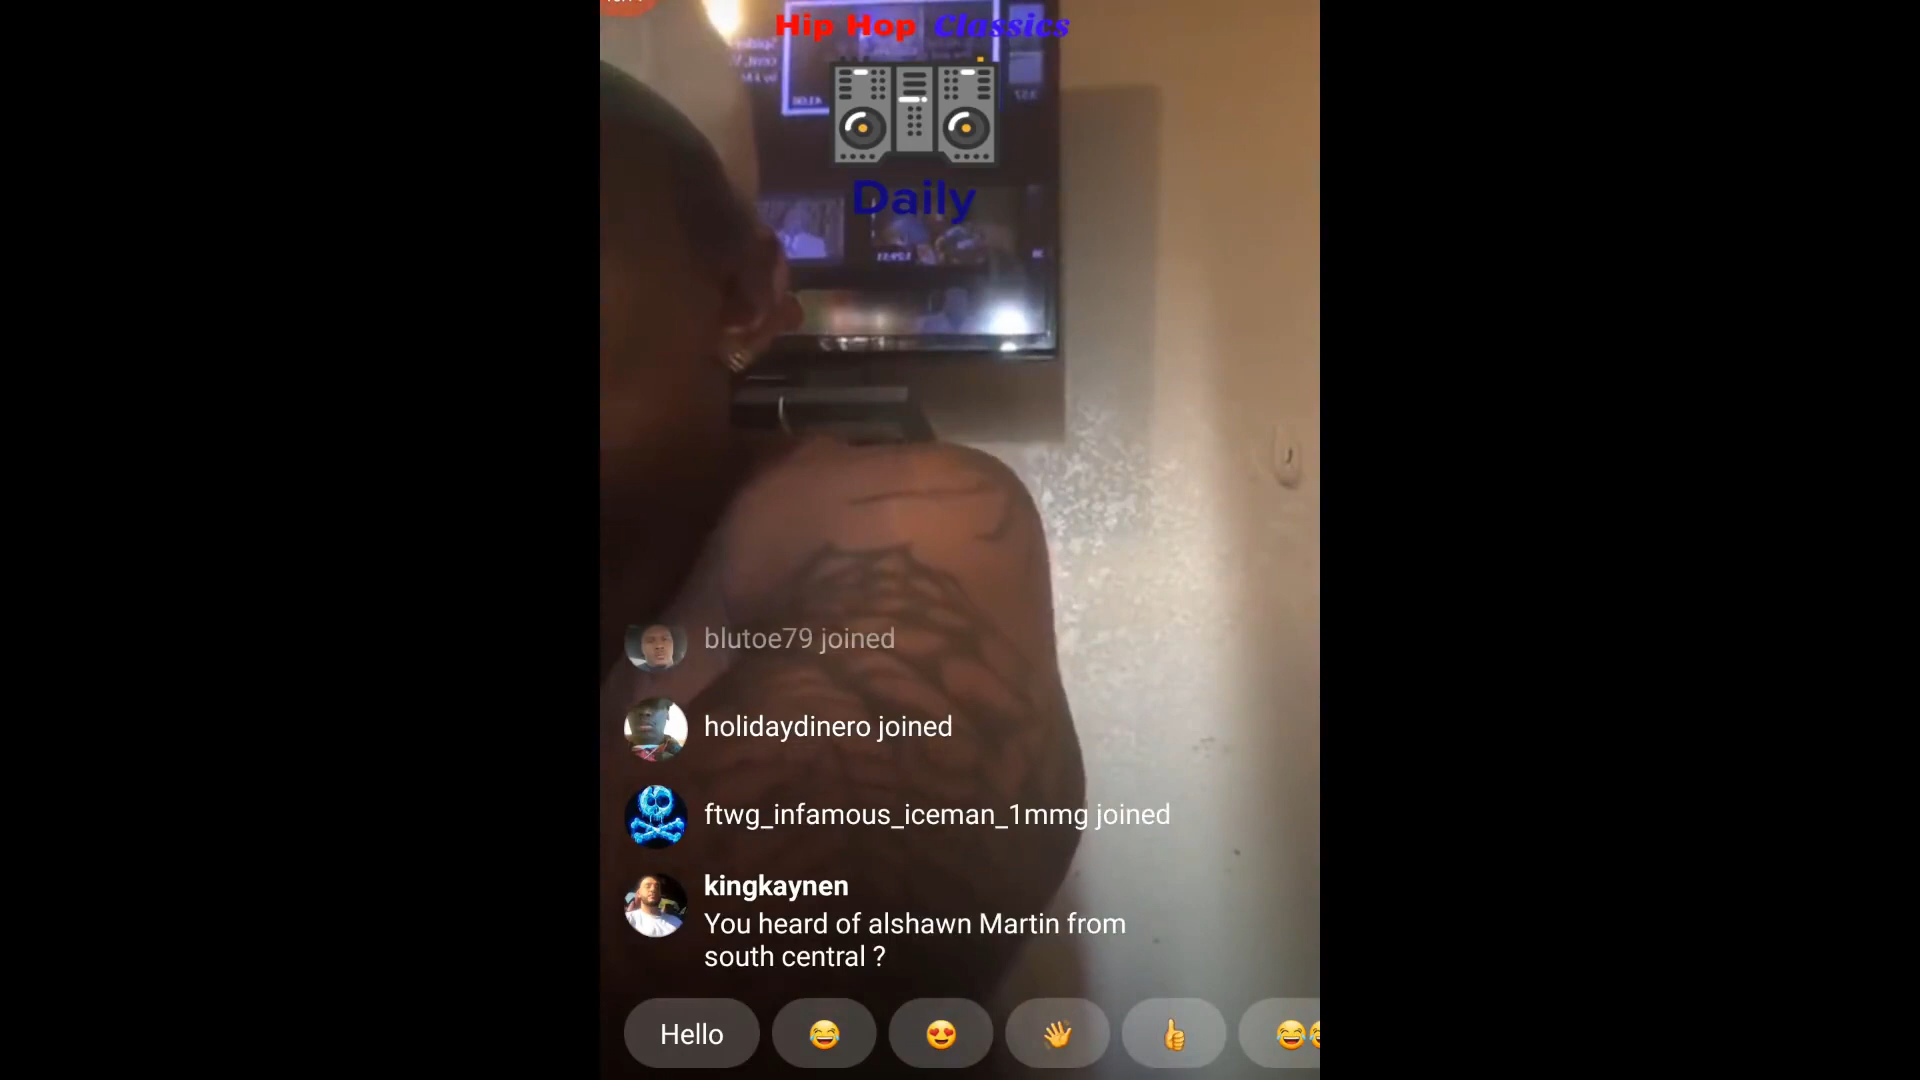 Hip Hop Classics
Daily
blutoe79 joined
holidaydinero joined
ftwg_infamous_iceman_1mmg joined
kingkaynen
You heard of alshawn Martin from
south central ?
Hello